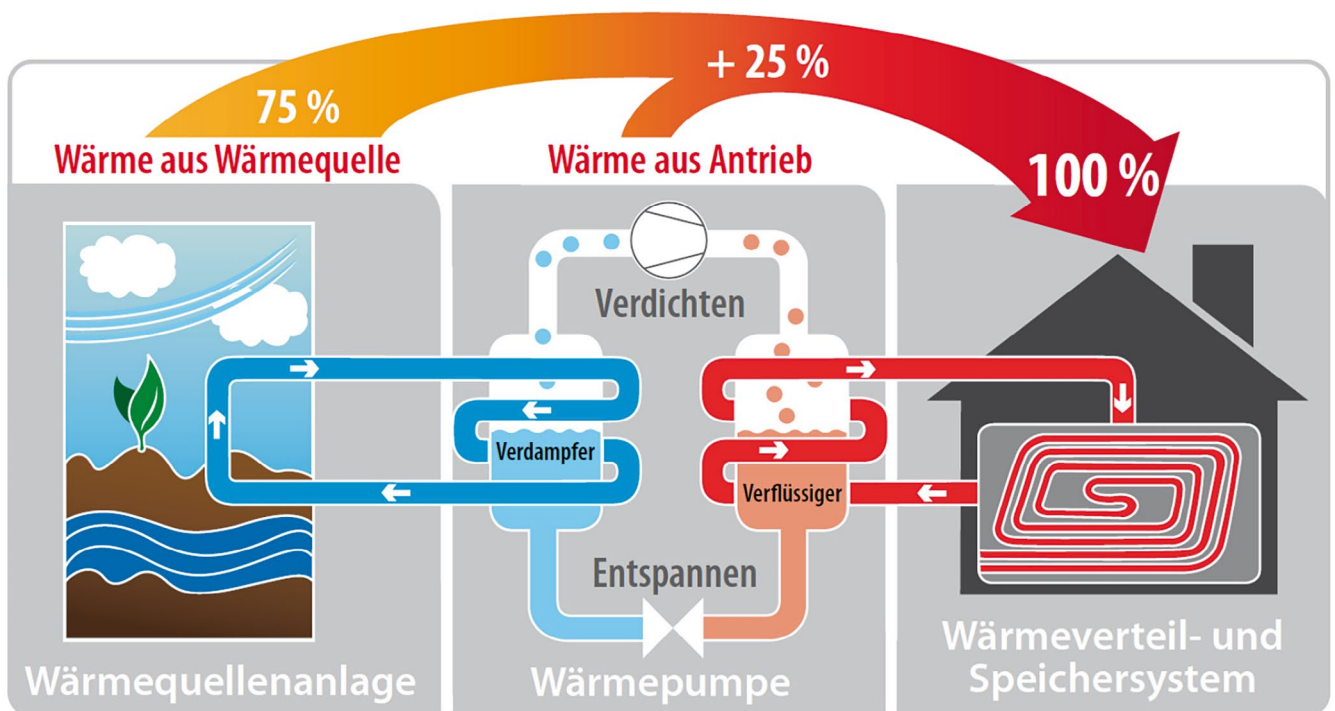 75 %
+ 25 %
Wärme aus Wärmequelle
Wärme aus Antrieb
100 %
Verdichten
Verdampfer
Verflüssiger
Entspannen
Wärmequellenanlage
Wärmepumpe
Wärmeverteil- und
Speichersystem